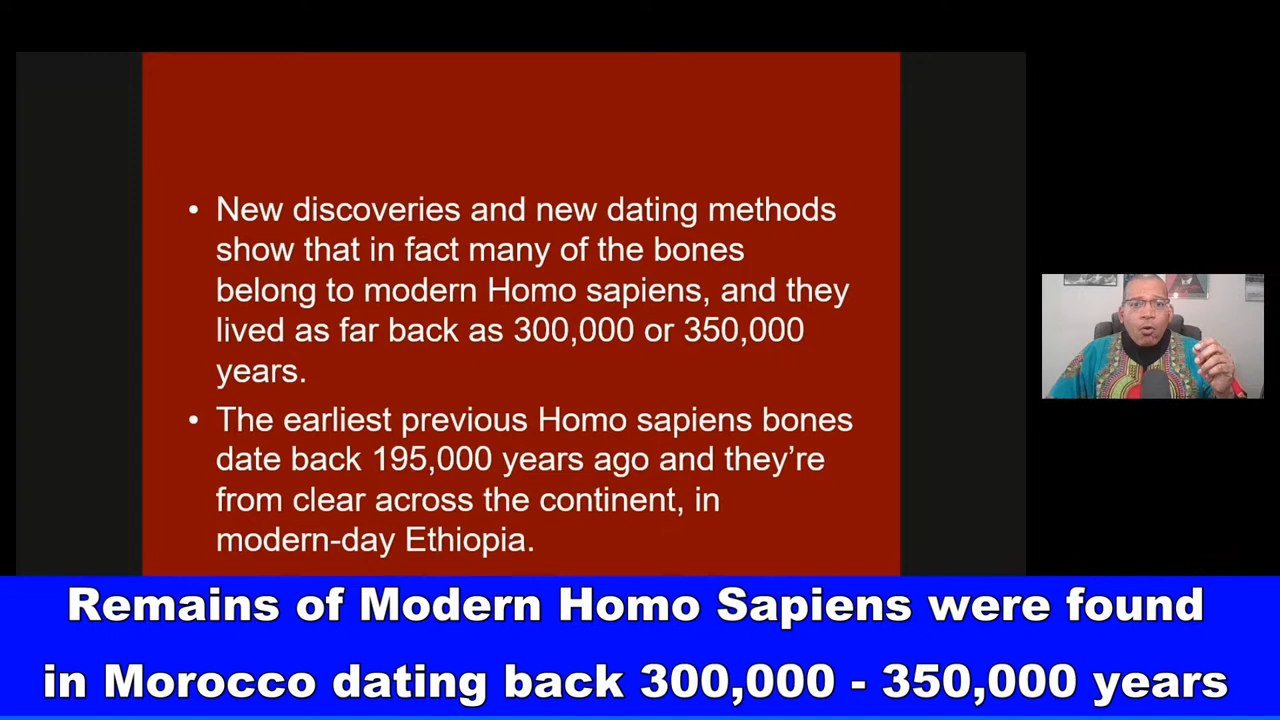 • New discoveries and new dating methods
show that in fact many of the bones
belong to modern Homo sapiens, and they
lived as far back as 300,000 or 350,000
years.
• The earliest previous Homo sapiens bones
date back 195,000 years ago and they’re
from clear across the continent, in
modern-day Ethiopia.
Remains of Modern Homo Sapiens were found
in Morocco dating back 300,000 - 350,000 years